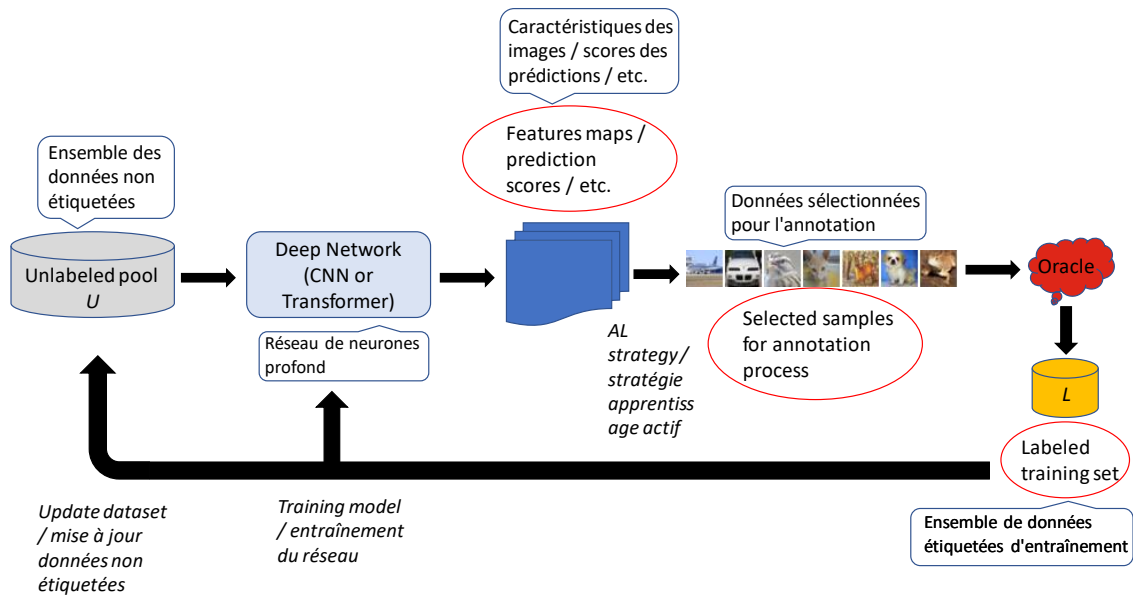 Caractéristiques des
images / scores des
prédictions / etc.
Features maps /
prediction
scores / etc.
Ensemble des
données non
étiquetées
Unlabeled pool
U
Deep Network
(CNN or
Transformer)
Réseau de neurones
profond
AL
strategy /
stratégie
apprentiss
age actif
Données sélectionnées
pour l'annotation
Selected samples
for annotation
process
Oracle
L
Labeled
training set
Ensemble de données
étiquetées d'entraînement
Update dataset
/ mise à jour
données non
étiquetées
Training model
/ entraînement
du réseau